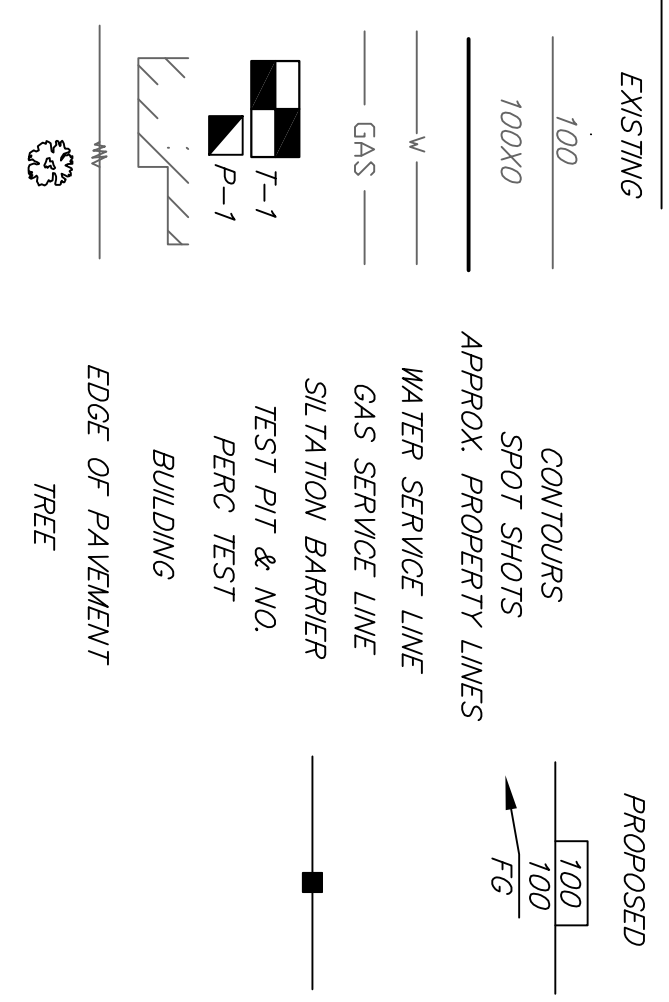 EXISTING
PROPOSED
100
CONTOURS
100
100X0
SPOT SHOTS
100
FG
APPROX. PROPERTY LINES
W
WATER SERVICE LINE
GAS
GAS SERVICE LINE
SILTATION BARRIER
T-1
TEST PIT & NO.
P-1
PERC TEST
BUILDING
EDGE OF PAVEMENT
TREE